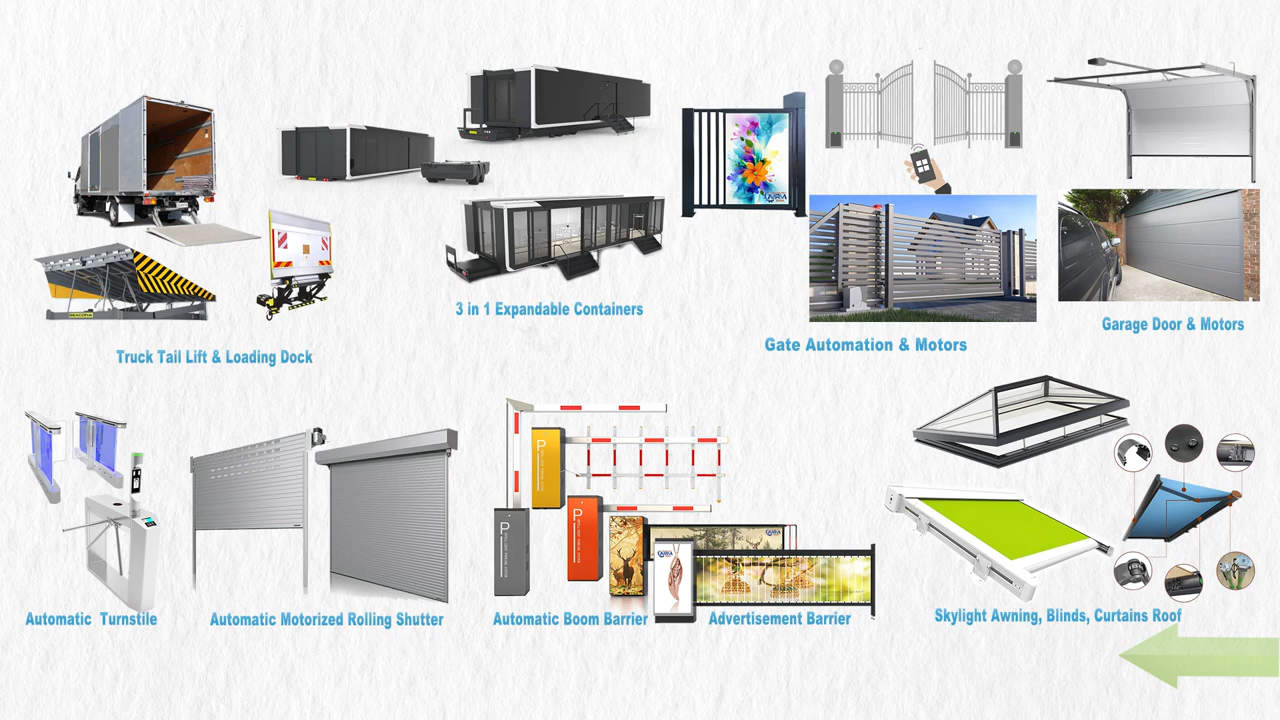 3 in 1 Expandable Containers
Garage Door & Motors
Gate Automation & Motors
Truck Tail Lift & Loading Dock
P
P
P
Automatic Turnstile
Automatic Motorized Rolling Shutter
Automatic Boom Barrier
Advertisement Barrier
Skylight Awning, Blinds, Curtains Roof